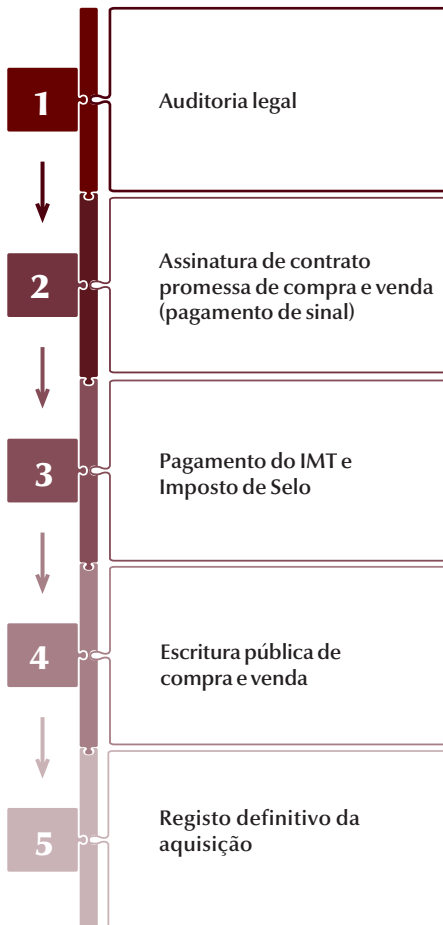 1
Auditoria legal
2
Assinatura de contrato
promessa de compra e venda
(pagamento de sinal)
3
Pagamento do IMT e
Imposto de Selo
4
Escritura pública de
compra e venda
5
Registo definitivo da
aquisição